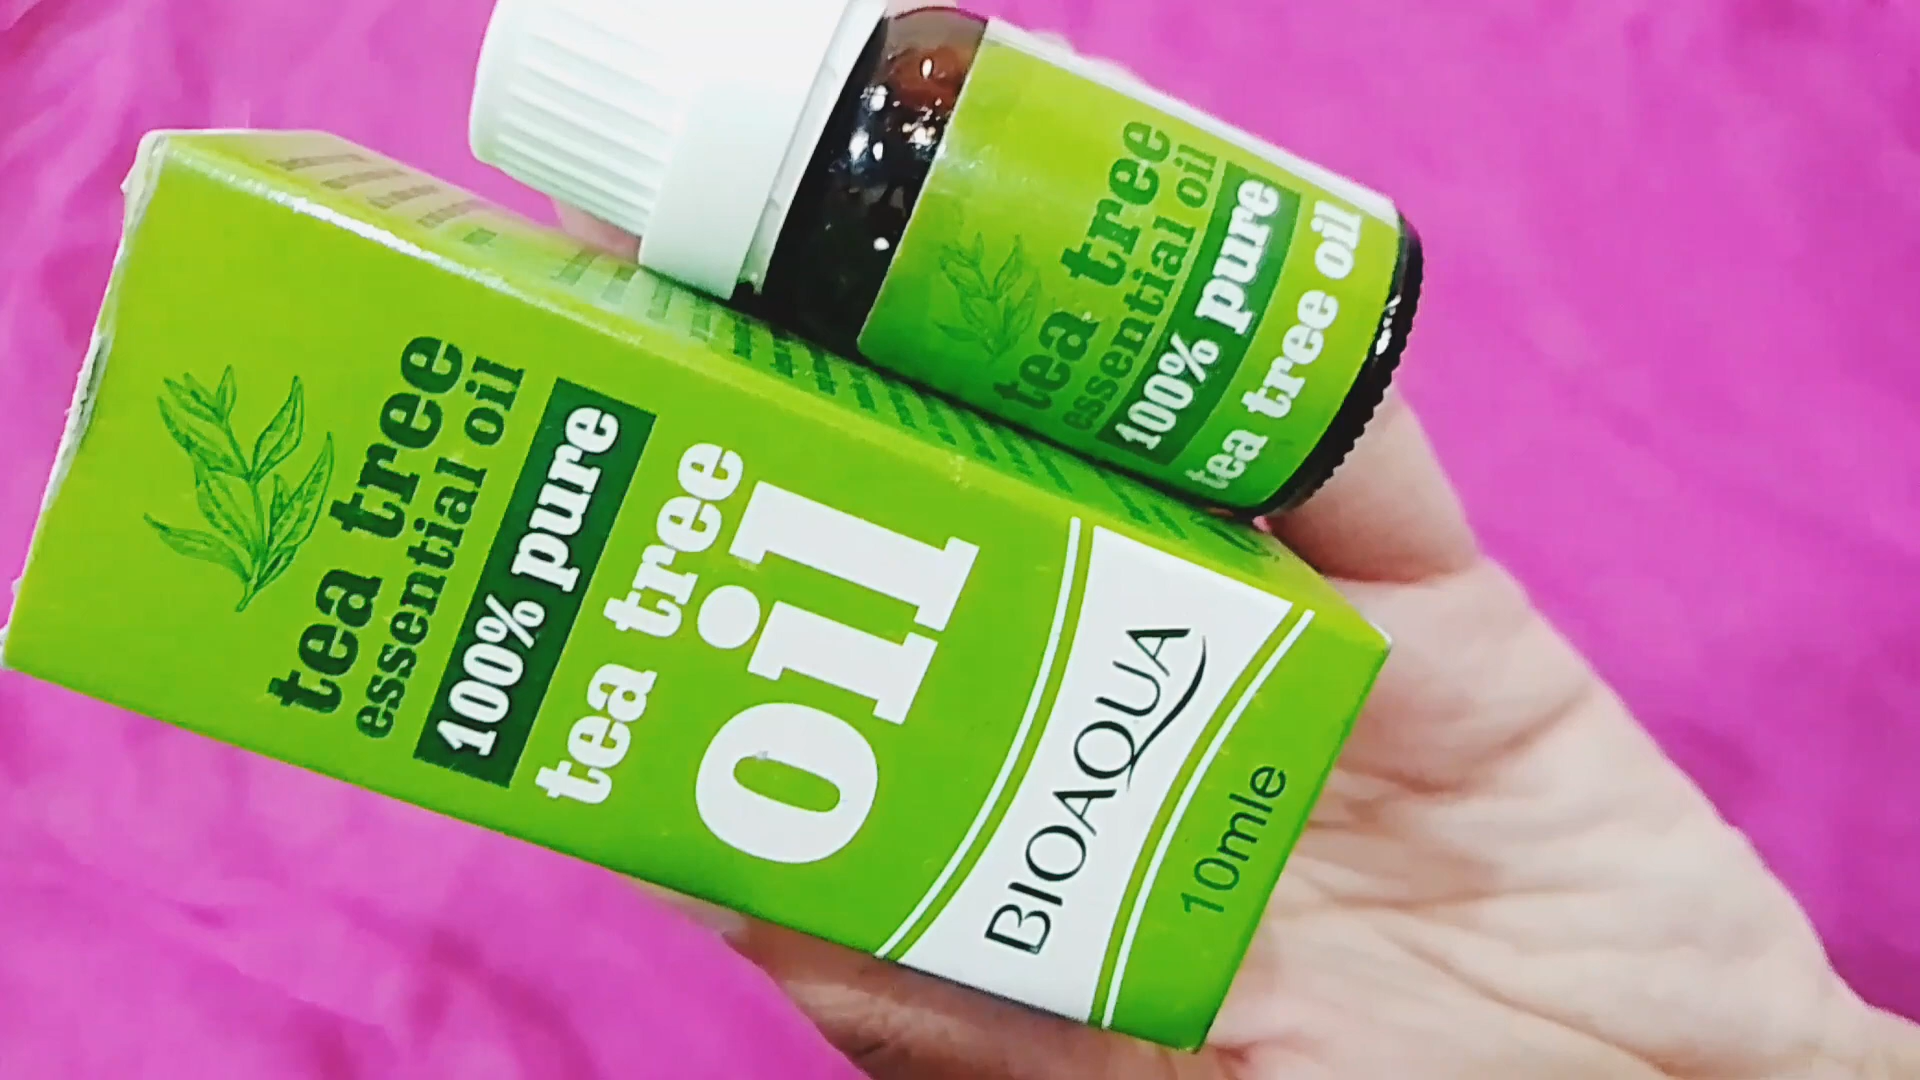 tea tree
essential oil
100% pure
tea tree
oil
BIOAQUA
10mle
tea tree
essential oil
100% pure
tea tree oil